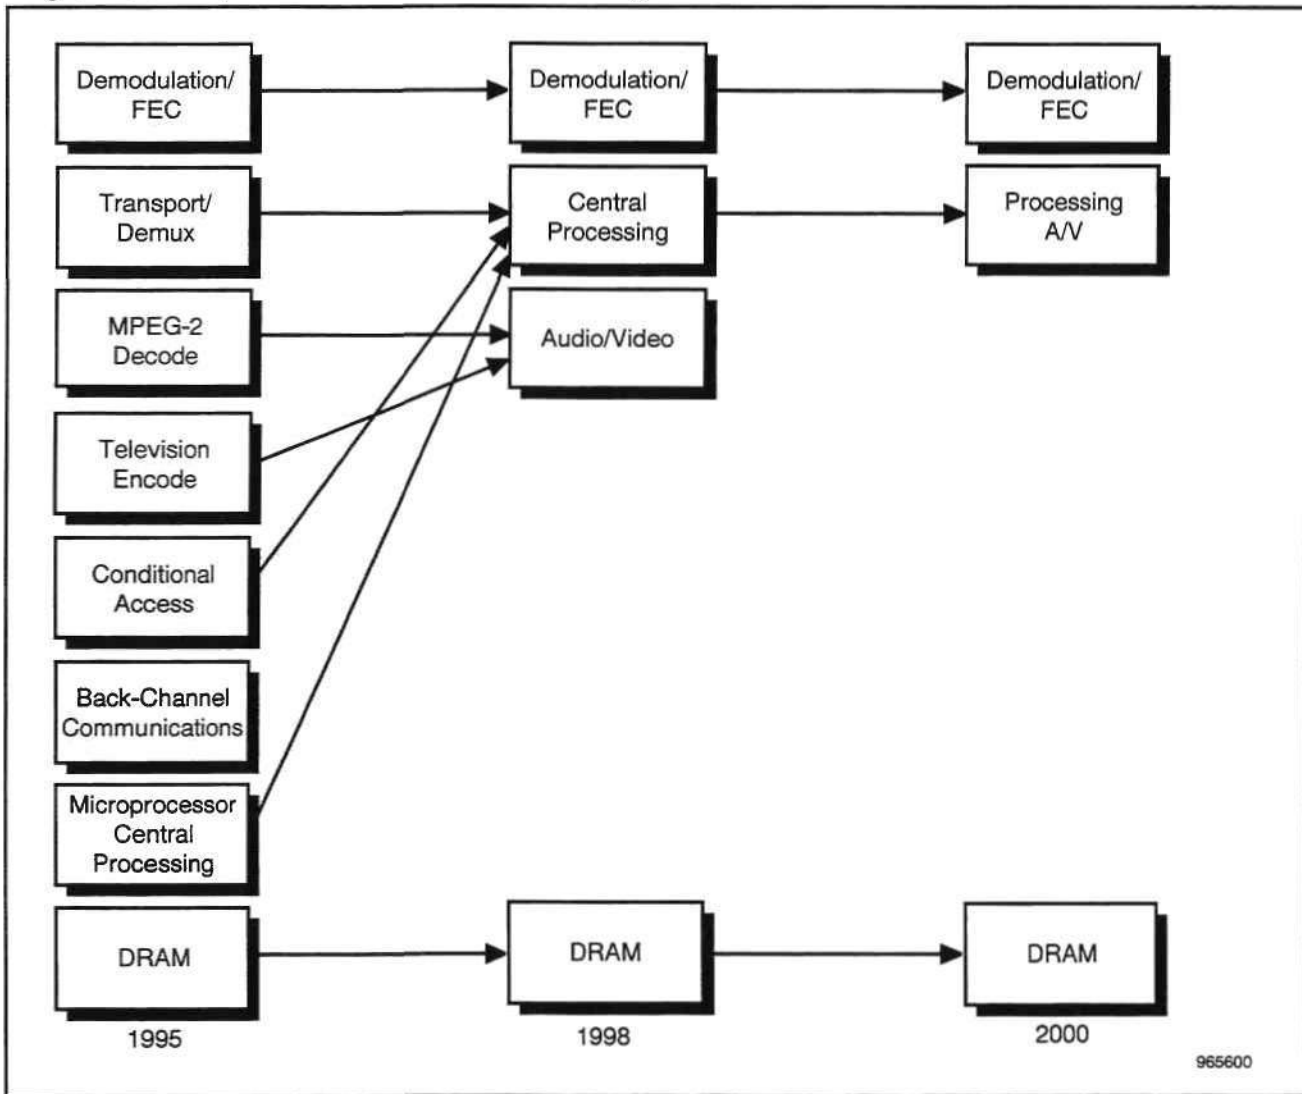 Demodulation/
FEC
Demodulation/
FEC
Demodulation/
FEC
Transport/
Demux
Central
Processing
Processing
A/V
MPEG-2
Decode
Audio/Video
Television
Encode
Conditional
Access
Back-Channel
Communications
Microprocessor
Central
Processing
DRAM
DRAM
DRAM
1995
1998
2000
965600